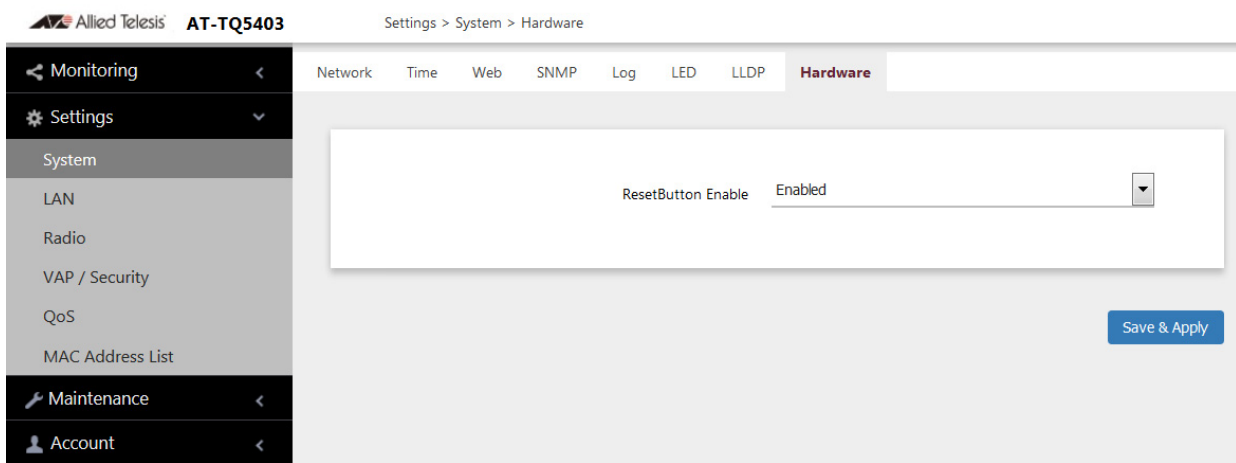 Allied Telesis AT-TQ5403 Settings > System > Hardware
Monitoring
Network Time Web SNMP Log LED LLDP Hardware
Settings
System
LAN
Radio
VAP / Security
QoS
MAC Address List
Maintenance
Account
ResetButton Enable Enabled
Save & Apply